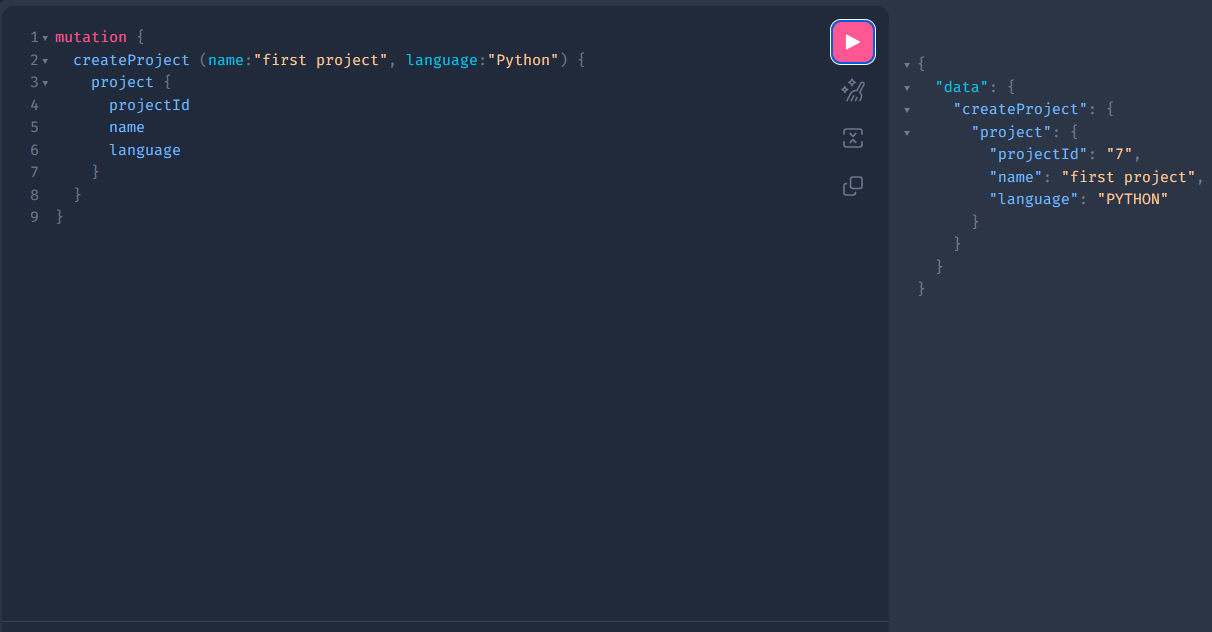 1 mutation {
2 createProject (name:"first project", language:"Python") {
3 project {
4 projectId
5 name
6 language
7 }
8 }
9 }
{
"data": {
"createProject": {
"project": {
"projectId": "7",
"name": "first project",
"language": "PYTHON"
}
}
}
}